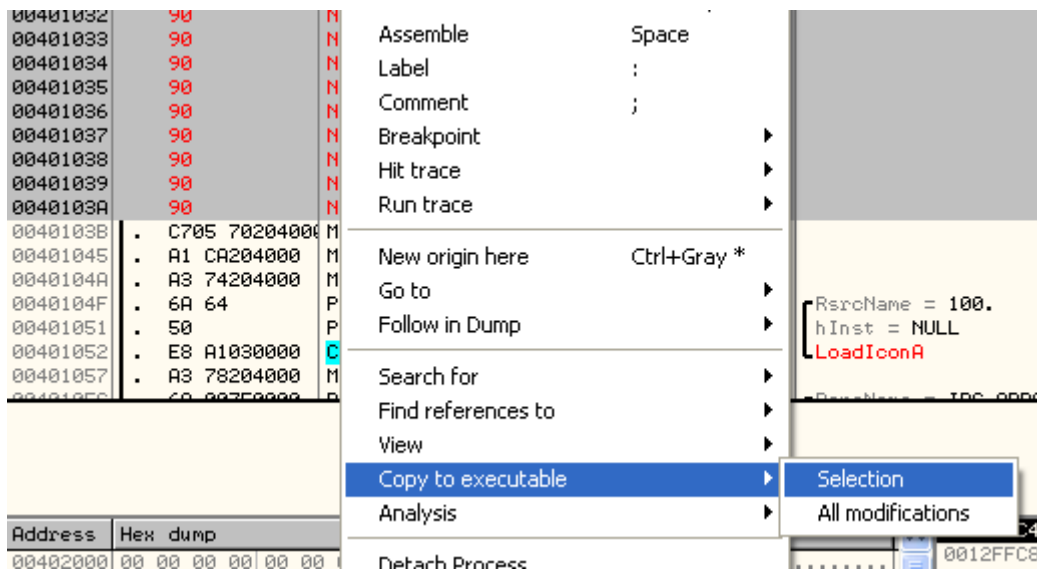 00401032 90 N
00401033 90 N Assemble Space
00401034 90 N Label :
00401035 90 N
00401036 90 N Comment ;
00401037 90 N Breakpoint
00401038 90 N Hit trace
00401039 90 N
0040103A 90 N Run trace
0040103B . C705 70204000 M
00401045 . A1 CA204000 M New origin here Ctrl+Gray *
0040104A . A3 74204000 M Go to
0040104F . 6A 64 P RsrcName = 100.
00401051 . 50 P Follow in Dump hInst = NULL
00401052 . E8 A1030000 C LoadIconA
00401057 . A3 78204000 M Search for
Find references to
View
Copy to executable Selection
Analysis All modifications
Address Hex dump
00402000 00 00 00 00 00 00 Detach Process 0012FFC8